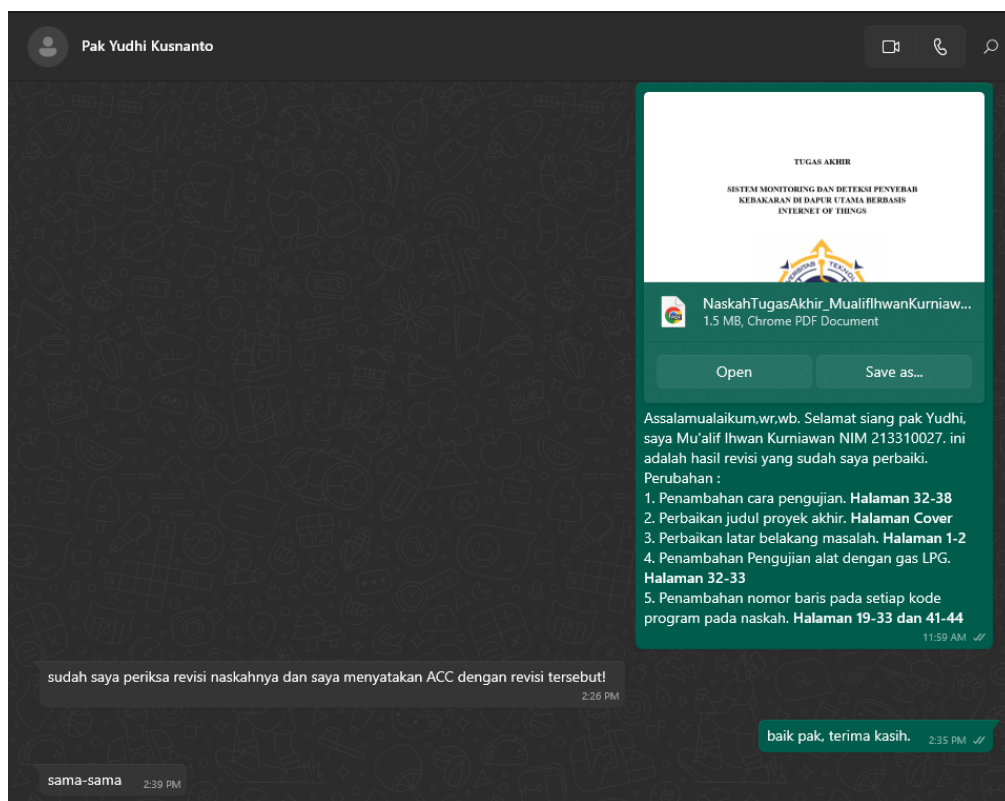 Pak Yudhi Kusnanto
TUGAS AKHIR
SISTEM MONITORING DAN DETEKSI PENYEBAB
KEBAKARAN DI DAPUR UTAMA BERBASIS
INTERNET OF THINGS
NaskahTugasAkhir_MualifIhwanKurniaw...
1.5 MB, Chrome PDF Document
Open
Save as...
Assalamualaikum,wr,wb. Selamat siang pak Yudhi,
saya Mu'alif Ihwan Kurniawan NIM 213310027. ini
adalah hasil revisi yang sudah saya perbaiki.
Perubahan :
1. Penambahan cara pengujian. Halaman 32-38
2. Perbaikan judul proyek akhir. Halaman Cover
3. Perbaikan latar belakang masalah. Halaman 1-2
4. Penambahan Pengujian alat dengan gas LPG.
Halaman 32-33
5. Penambahan nomor baris pada setiap kode
program pada naskah. Halaman 19-33 dan 41-44
11:59 AM
sudah saya periksa revisi naskahnya dan saya menyatakan ACC dengan revisi tersebut!
2:26 PM
baik pak, terima kasih. 2:35 PM
sama-sama 2:39 PM